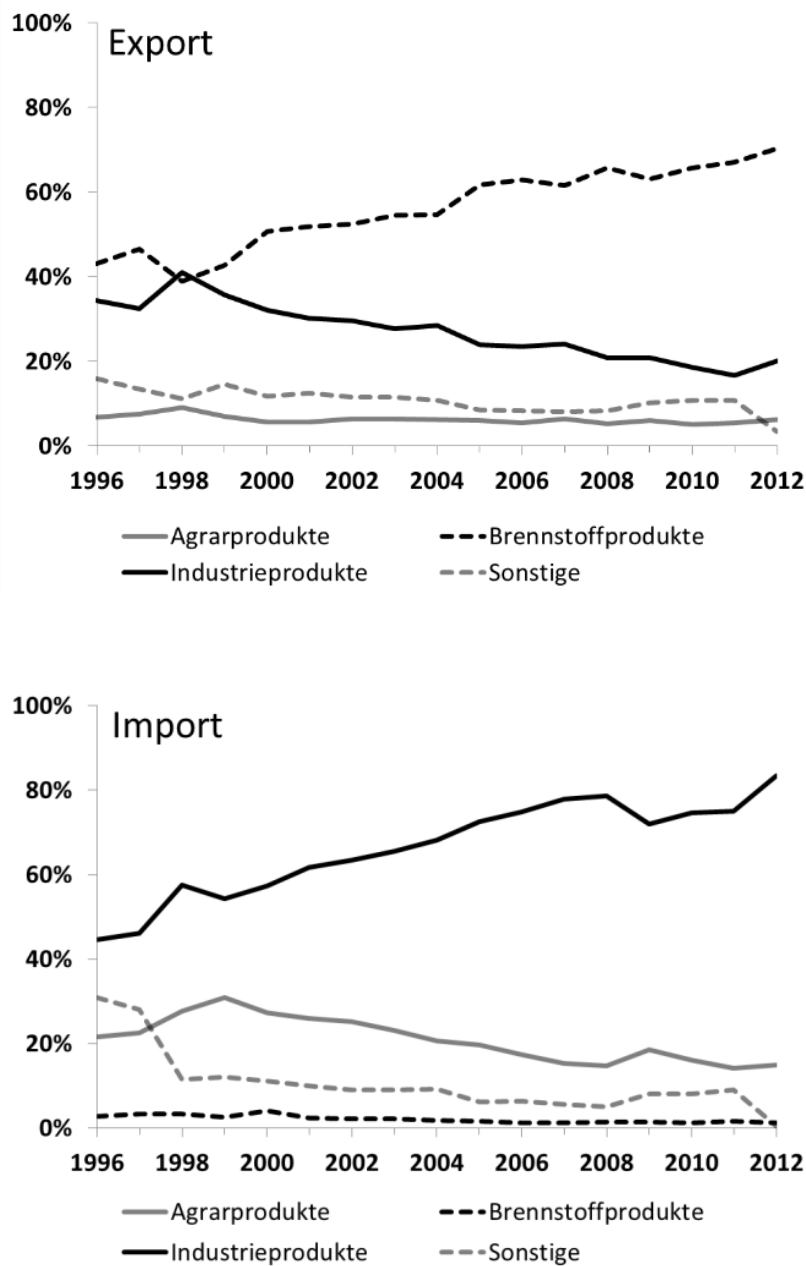 Export
100%
80%
60%
40%
20%
0%
1996 1998 2000 2002 2004 2006 2008 2010 2012
Agrarprodukte Brennstoffprodukte
Industrieprodukte Sonstige
Import
100%
80%
60%
40%
20%
0%
1996 1998 2000 2002 2004 2006 2008 2010 2012
Agrarprodukte Brennstoffprodukte
Industrieprodukte Sonstige